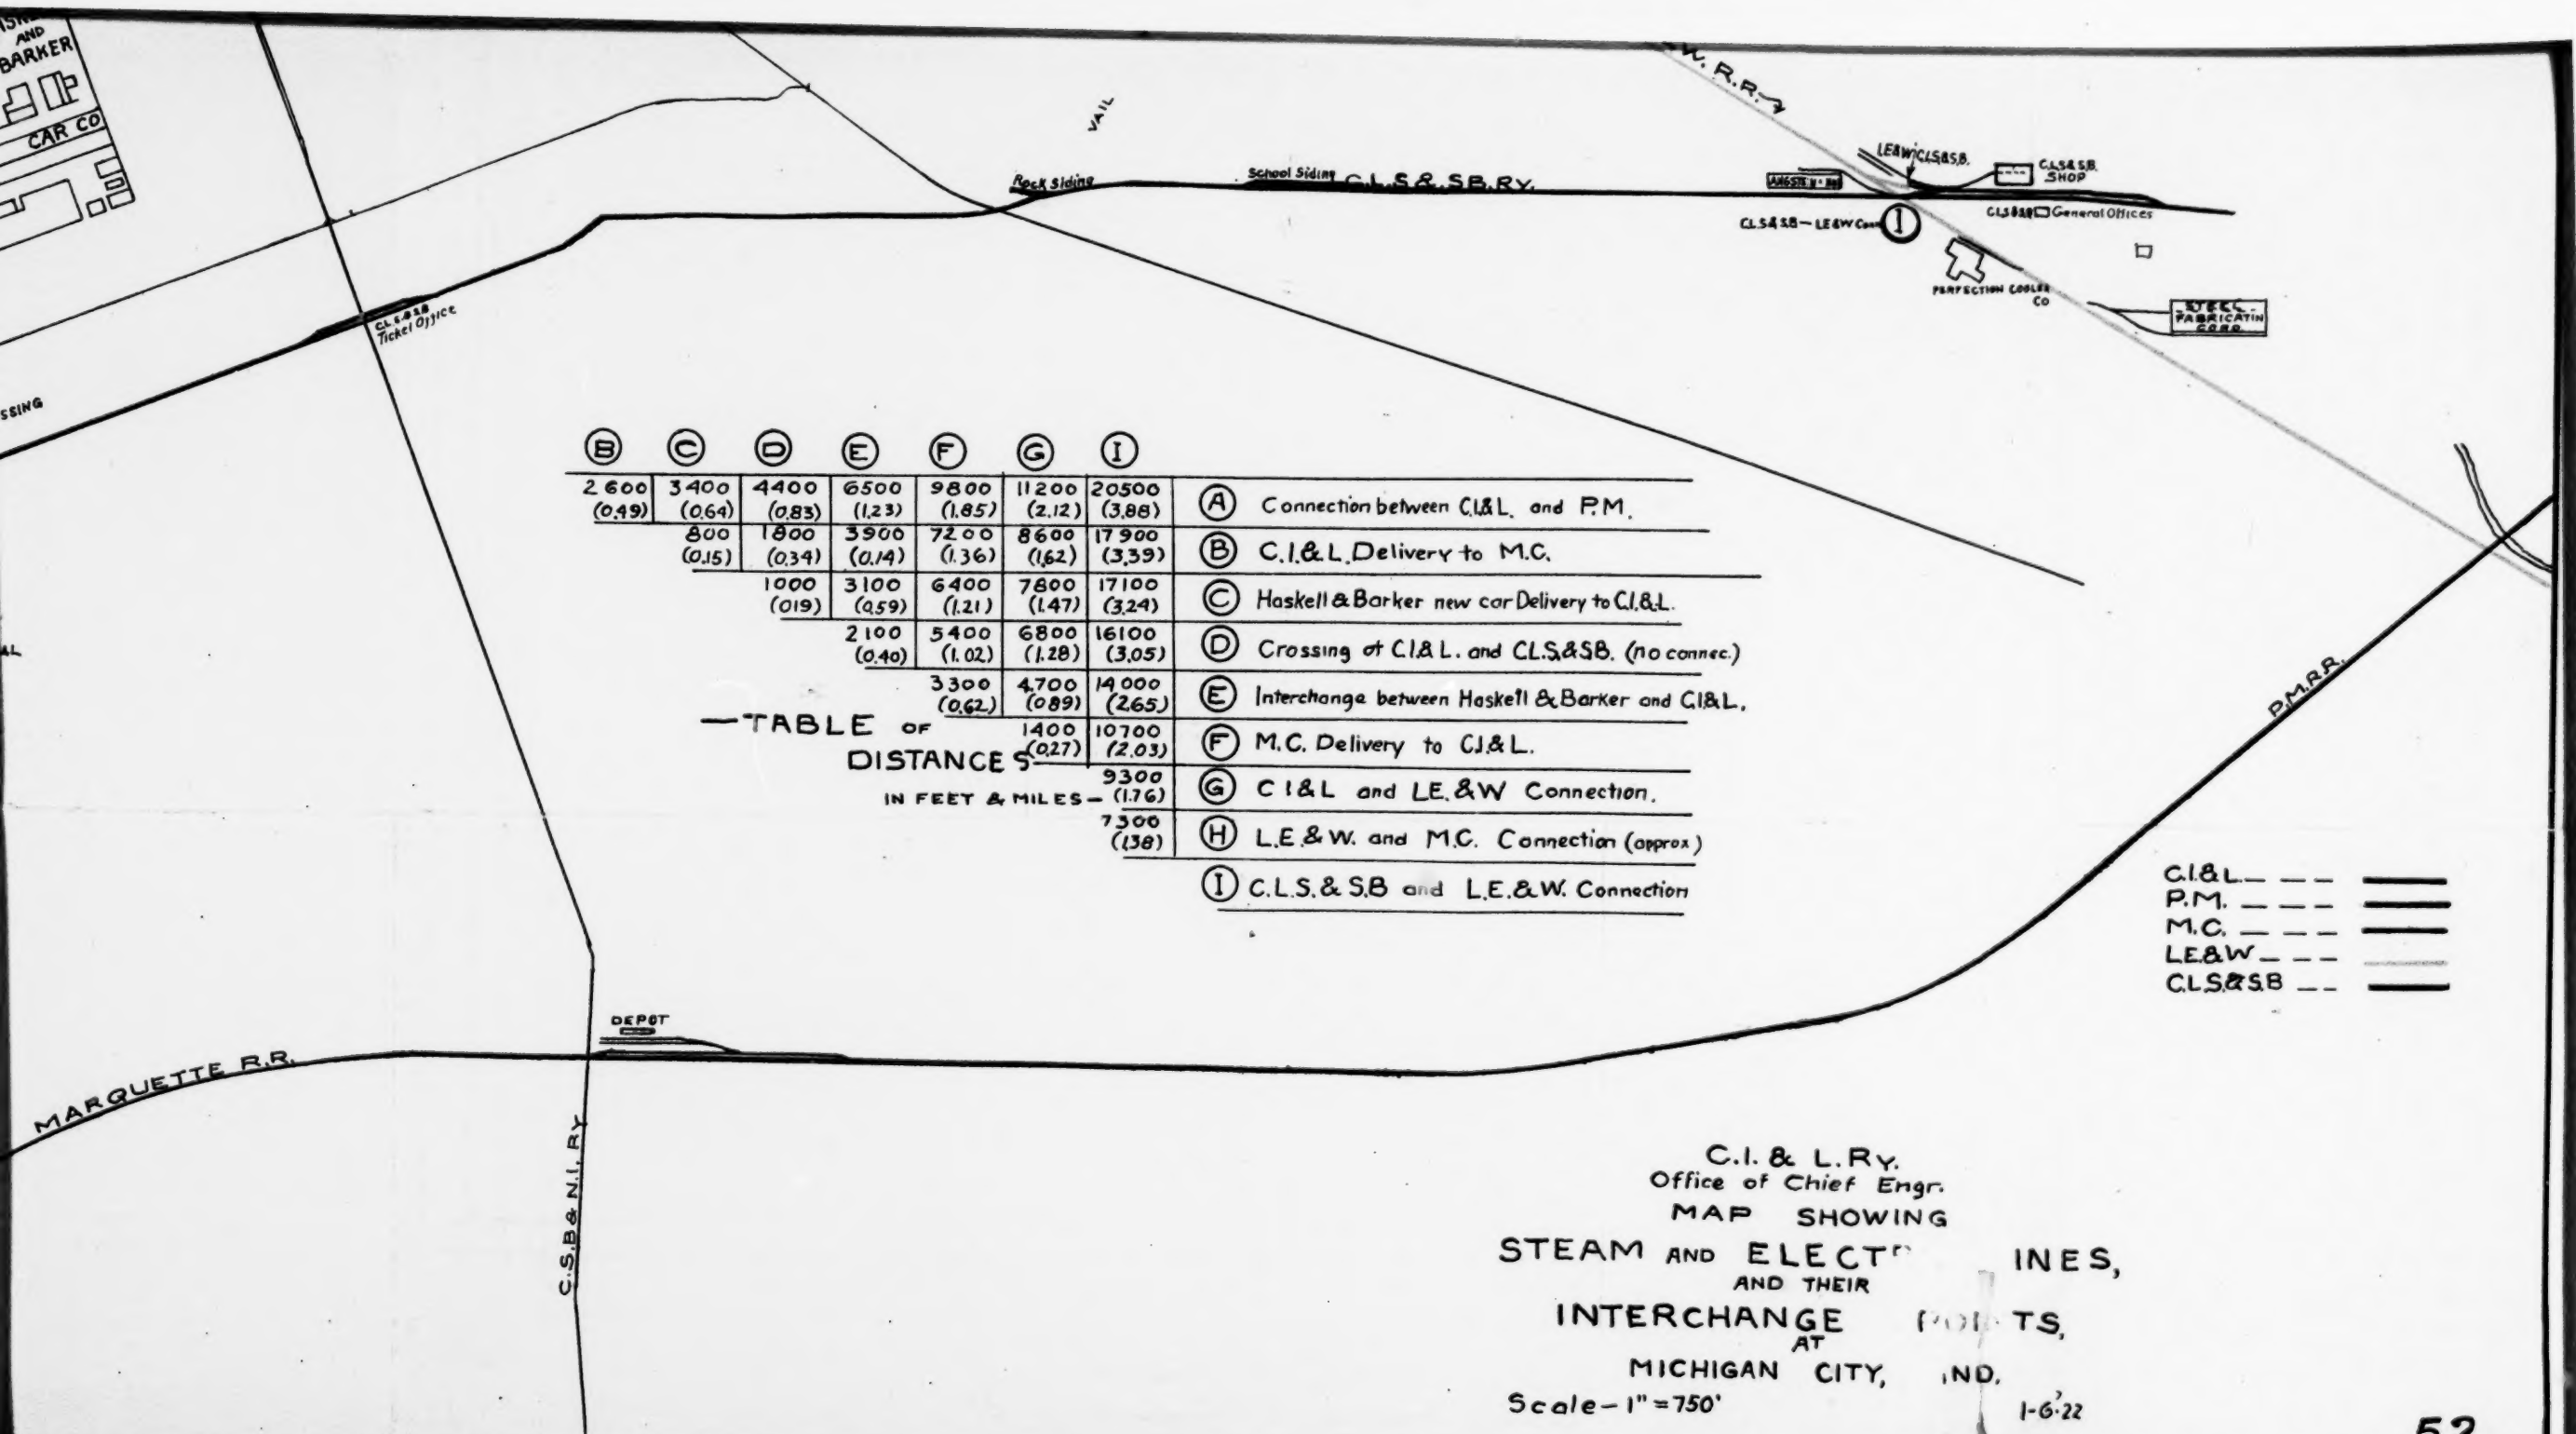 AND
BARKER
CAR CO
VAIL
W. R.R.
Rock Siding
School Siding
C.L.S.& S.B.RY.
LE&W
C.L.S.&S.B.
C.L.S.& S.B.
SHOP
General Offices
C.L.S.& S.B.—LE&W Conn
I
PERFECTION COOLER
CO
STEEL
FABRICATIN
CORP.
C.L.S.& S.B
Ticket Office
SSING
AL
B C D E F G I
2600 3400 4400 6500 9800 11200 20500
(0.49) (0.64) (0.83) (1.23) (1.85) (2.12) (3.88)
A Connection between C.I.& L. and P.M.
800 1800 3900 7200 8600 17900
(0.15) (0.34) (0.14) (1.36) (1.62) (3.39)
B C.I.& L. Delivery to M.C.
1000 3100 6400 7800 17100
(019) (0.59) (1.21) (1.47) (3.24)
C Haskell & Barker new car Delivery to C.I.& L.
2100 5400 6800 16100
(0.40) (1.02) (1.28) (3.05)
D Crossing of C.I.& L. and C.L.S.&S.B. (no connec.)
3300 4700 14000
(0.62) (0.89) (2.65)
E Interchange between Haskell & Barker and C.I.& L.
1400 10700
(0.27) (2.03)
F M.C. Delivery to C.I.& L.
9300
(1.76)
G C I & L and L.E.&W Connection.
7300
(1.38)
H L.E.& W. and M.C. Connection (approx)
I C.L.S.& S.B and L.E.& W. Connection
—TABLE OF
DISTANCES
IN FEET & MILES—
P.M.R.R.
C.I.& L. — — —
P.M. — — —
M.C. — — —
L.E.&W — — —
C.L.S.& S.B — —
DEPOT
MARQUETTE R.R.
C.S.B.& N.I. RY
C.I. & L. RY.
Office of Chief Engr.
MAP SHOWING
STEAM AND ELECT INES,
AND THEIR
INTERCHANGE TS,
AT
MICHIGAN CITY, IND.
Scale—1"=750'
1-6-'22
52